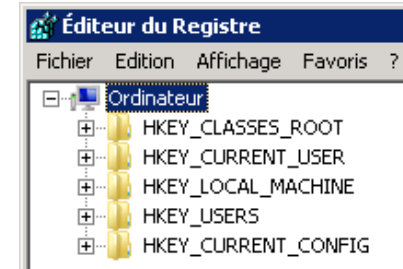 Éditeur du Registre
Fichier Edition Affichage Favoris ?
Ordinateur
HKEY_CLASSES_ROOT
HKEY_CURRENT_USER
HKEY_LOCAL_MACHINE
HKEY_USERS
HKEY_CURRENT_CONFIG